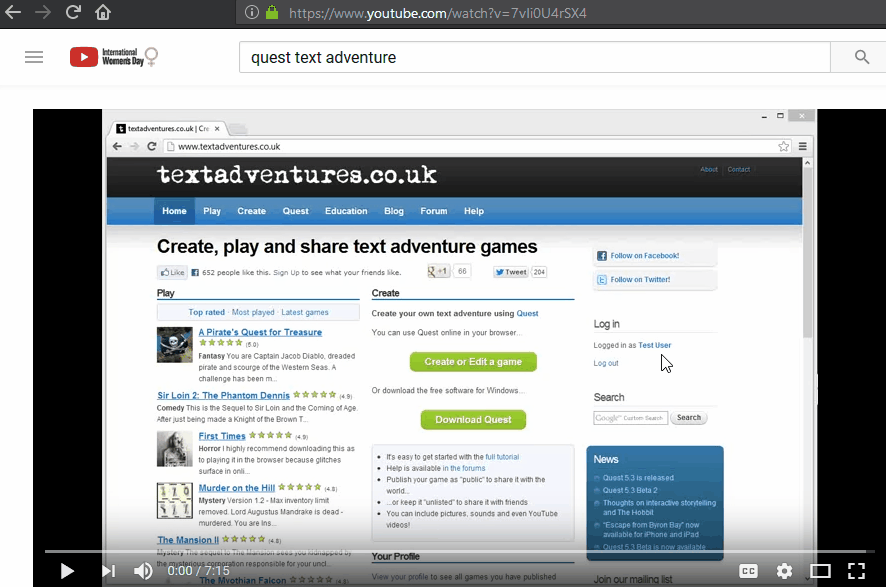 https://www.youtube.com/watch?v=7vli0U4rSX4
International
Women's Day
quest text adventure
textadventures.co.uk | Cre
www.textadventures.co.uk
textadventures.co.uk
About Contact
Home Play Create Quest Education Blog Forum Help
Create, play and share text adventure games
Like 652 people like this. Sign Up to see what your friends like.
+1 66
Tweet 204
Play
Top rated · Most played · Latest games
A Pirate's Quest for Treasure
(5.0)
Fantasy You are Captain Jacob Diablo, dreaded
pirate and scourge of the Western Seas. A
challenge has been m...
Sir Loin 2: The Phantom Dennis (4.9)
Comedy This is the Sequel to Sir Loin and the Coming of Age.
After just being made a Knight of the Brown T...
First Times (4.9)
Horror I highly recommend downloading this as
to playing it in the browser because glitches
surface in onli...
Murder on the Hill (4.8)
Mystery Version 1.2 - Max inventory limit
removed. Lord Augustus Mandrake is dead -
murdered. You are Ins...
The Mansion II (4.8)
Mystery The sequel to The Mansion sees you kidnapped by
the mysterious corporation responsible for your uncl...
The Myothian Falcon
Create
Create your own text adventure using Quest
You can use Quest online in your browser...
Create or Edit a game
Or download the free software for Windows...
Download Quest
It's easy to get started with the full tutorial
Help is available in the forums
Publish your game as "public" to share it with the
world...
...or keep it "unlisted" to share it with friends
You can include pictures, sounds and even YouTube
videos!
Your Profile
View your profile to see all games you have published
Follow on Facebook!
Follow on Twitter!
Log in
Logged in as Test User
Log out
Search
Google Custom Search Search
News
Quest 5.3 is released
Quest 5.3 Beta 2
Thoughts on interactive storytelling
and The Hobbit
"Escape from Byron Bay" now
available for iPhone and iPad
Quest 5.3 Beta is now available
Join our mailing list
0:00 / 7:15
CC